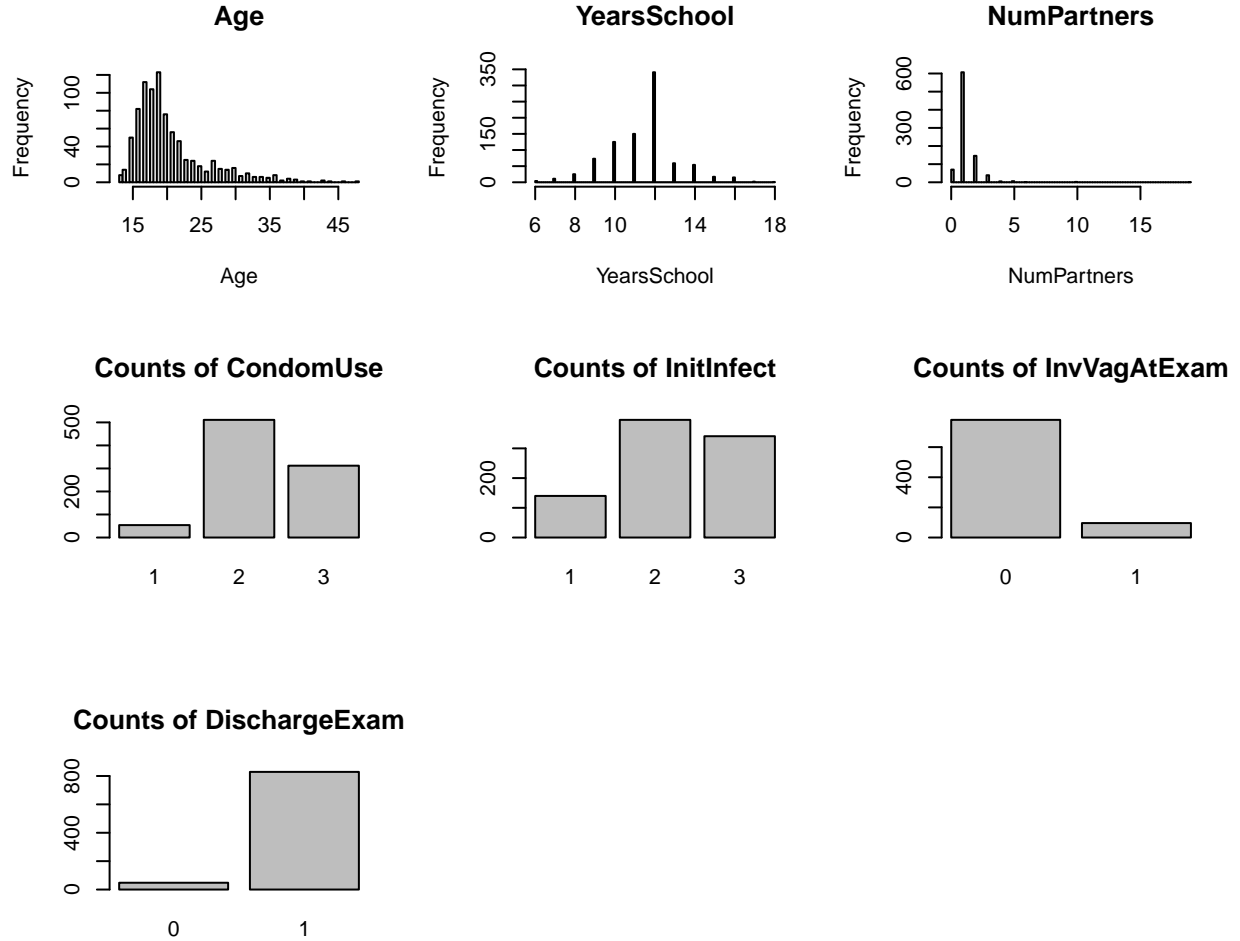 Age
Frequency
0 40 100
15 25 35 45
Age
YearsSchool
Frequency
0 150 350
6 8 10 14 18
YearsSchool
NumPartners
Frequency
0 300 600
0 5 10 15
NumPartners
Counts of CondomUse
0 200 500
1 2 3
Counts of InitInfect
0 200
1 2 3
Counts of InvVagAtExam
0 400
0 1
Counts of DischargeExam
0 400 800
0 1